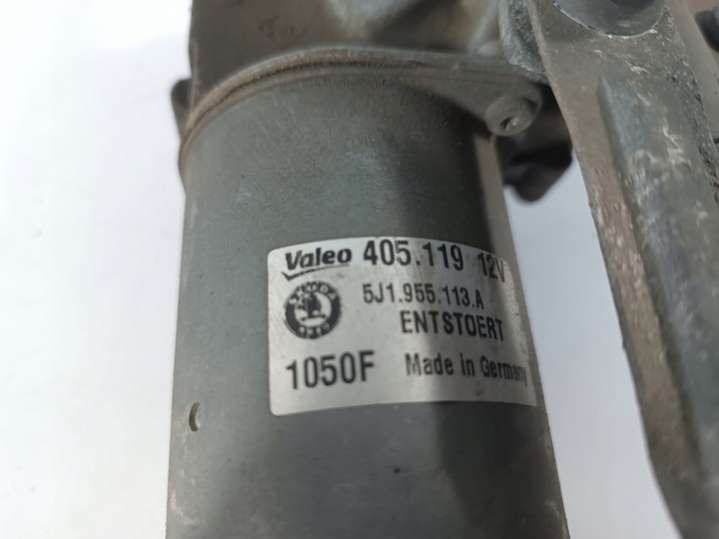 Valeo 405.119 12V
5J1.955.113.A
ENTSTOERT
1050F Made in Germany